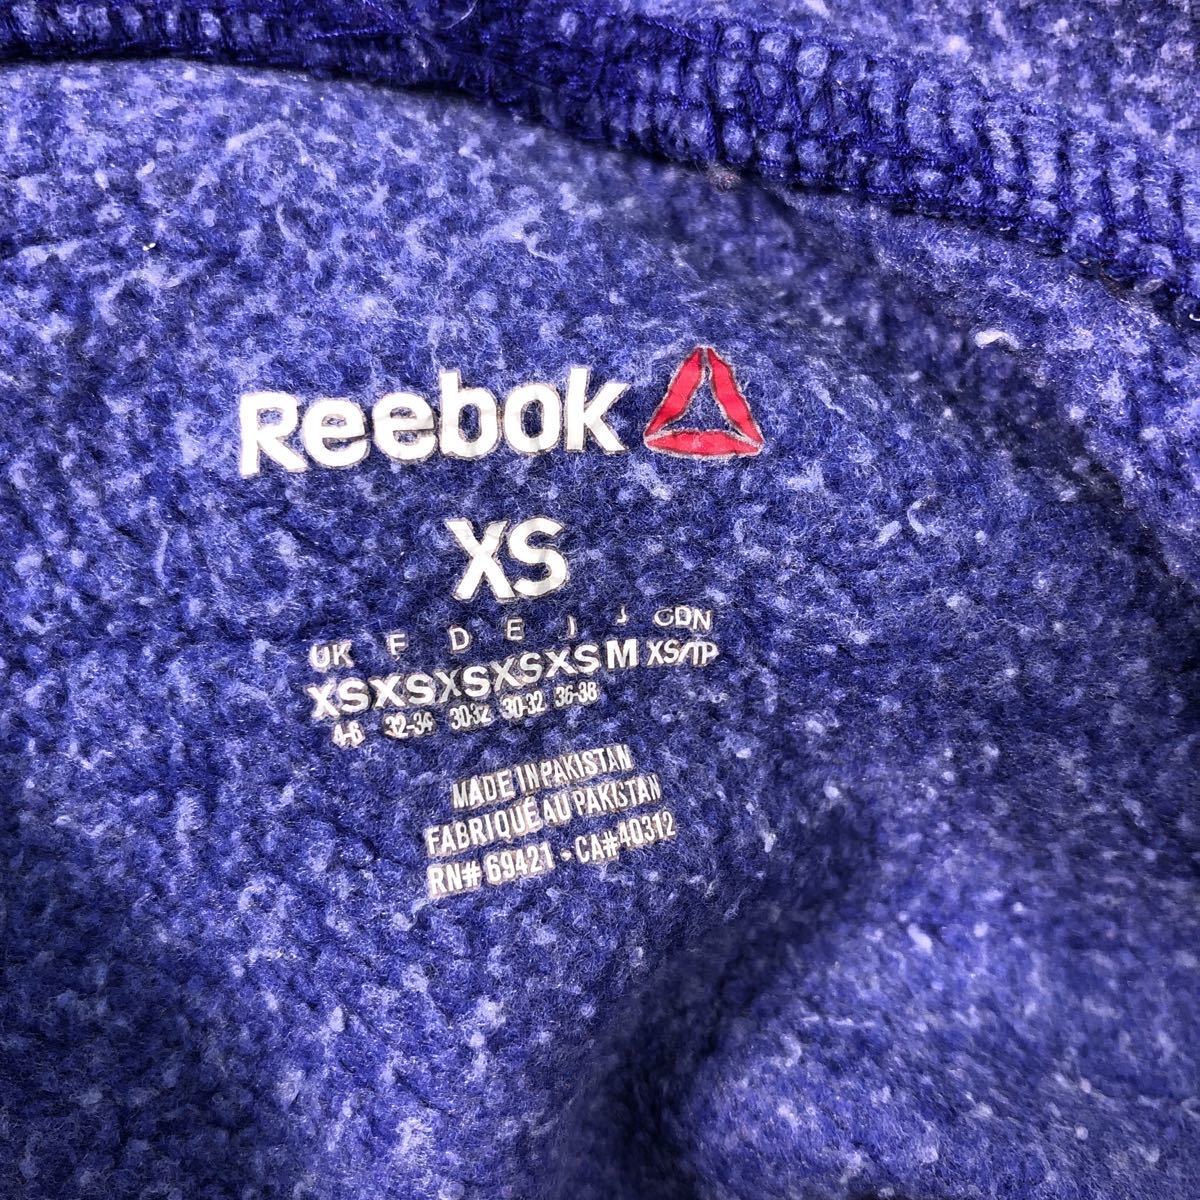 Reebok
XS
UK F D E I J CDN
XS XS XS XS XS M XS/TP
4-6 32-34 30-32 30-32 36-38
MADE IN PAKISTAN
FABRIQUÉ AU PAKISTAN
RN# 69421 - CA# 40312